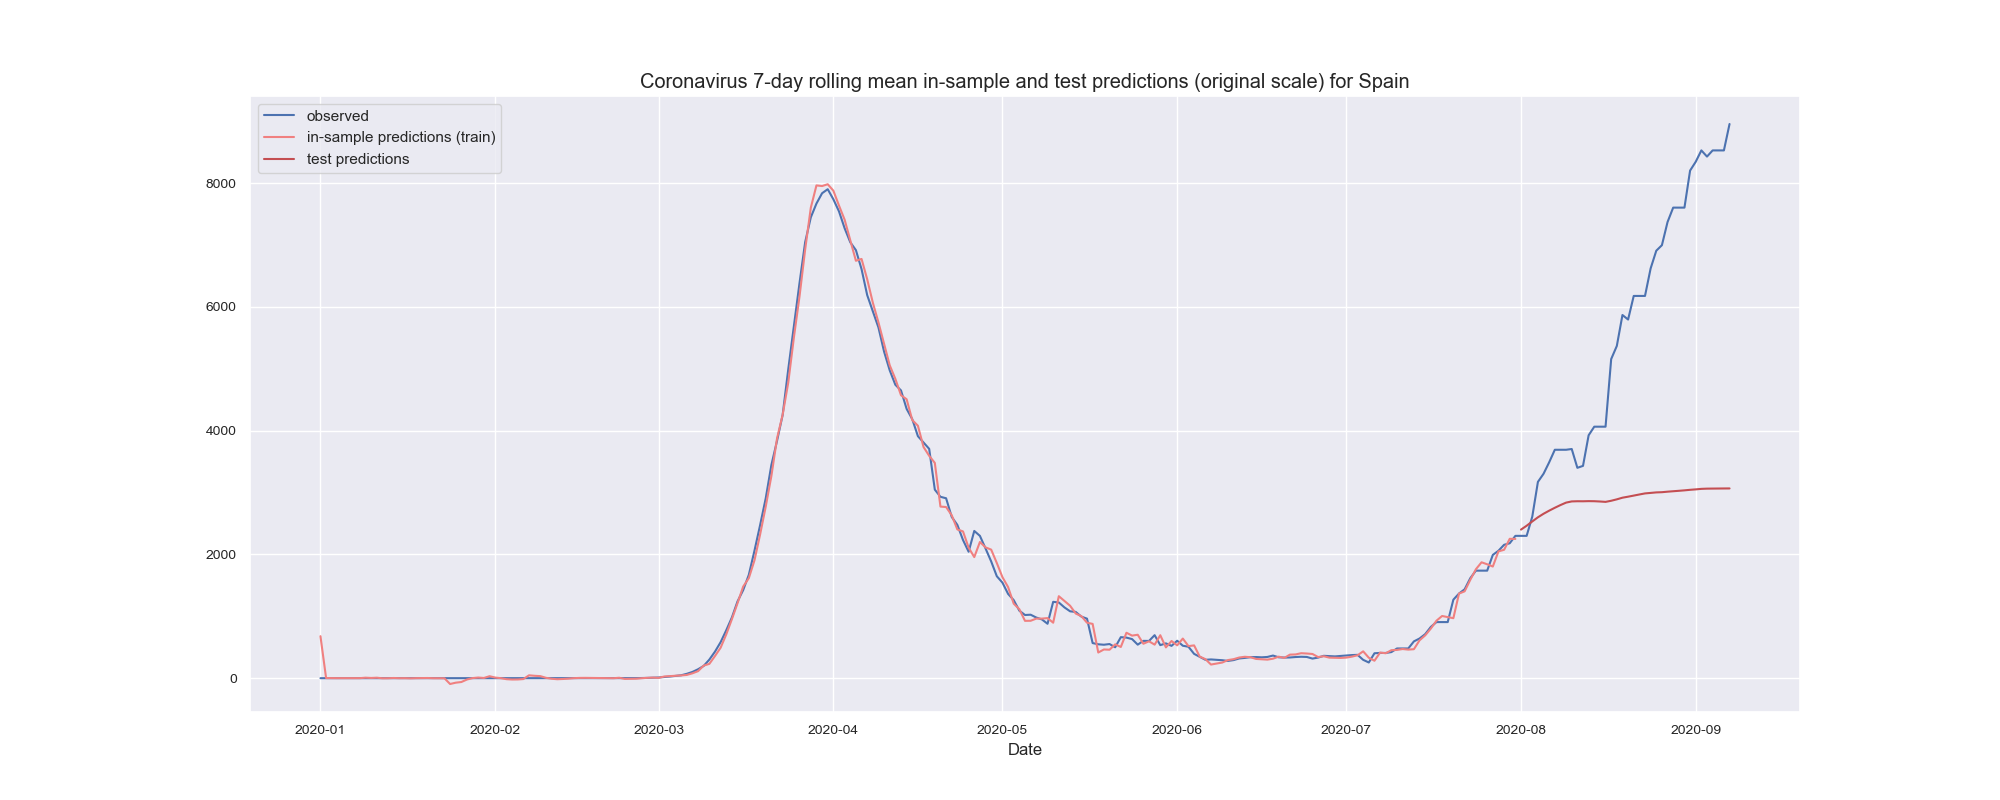 Coronavirus 7-day rolling mean in-sample and test predictions (original scale) for Spain
observed
in-sample predictions (train)
test predictions
8000
6000
4000
2000
0
2020-01 2020-02 2020-03 2020-04 2020-05 2020-06 2020-07 2020-08 2020-09
Date